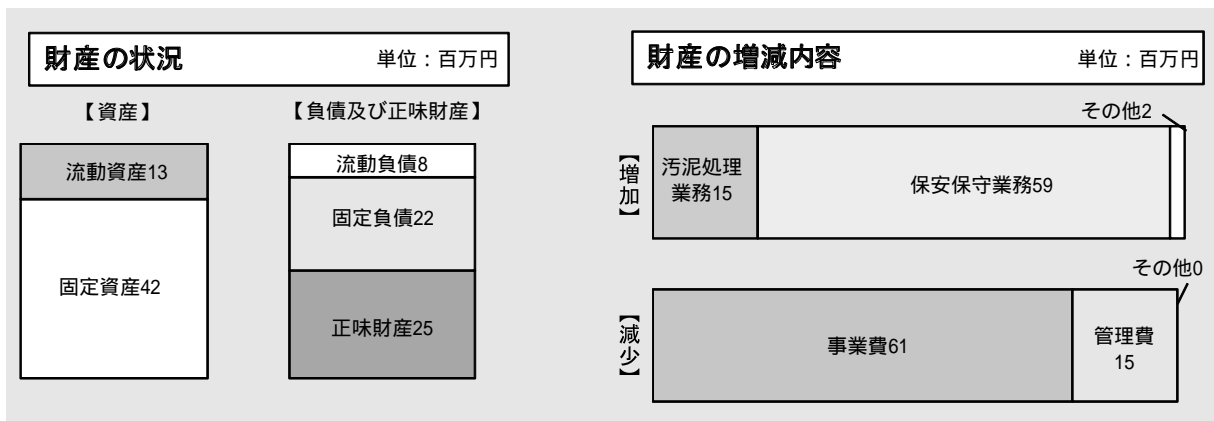 財産の状況 単位：百万円
【資産】
【負債及び正味財産】
流動資産13
固定資産42
流動負債8
固定負債22
正味財産25
財産の増減内容 単位：百万円
その他2
【増加】
汚泥処理
業務15
保安保守業務59
その他0
【減少】
事業費61
管理費
15